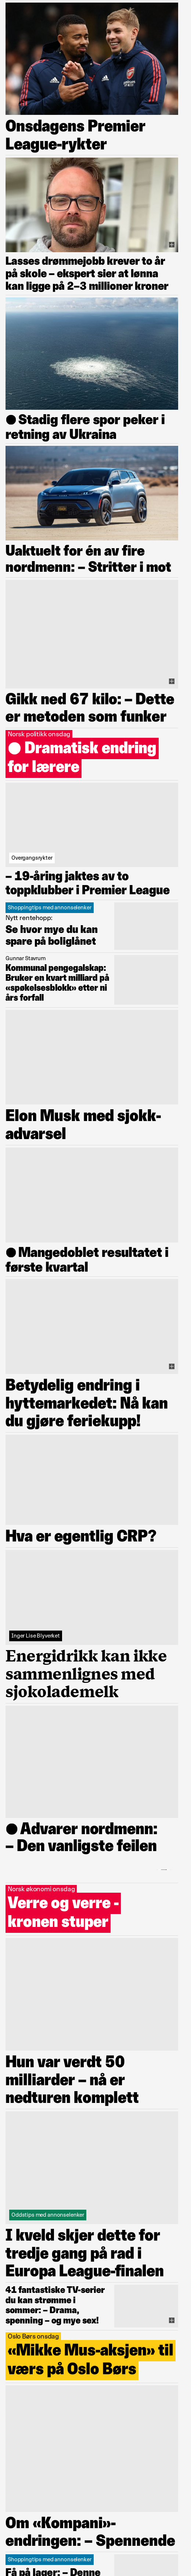 Onsdagens Premier
League-rykter
Lasses drømmejobb krever to år
på skole – ekspert sier at lønna
kan ligge på 2–3 millioner kroner
Stadig flere spor peker i
retning av Ukraina
Uaktuelt for én av fire
nordmenn: – Stritter i mot
Gikk ned 67 kilo: – Dette
er metoden som funker
Norsk politikk onsdag
Dramatisk endring
for lærere
Overgangsrykter
– 19-åring jaktes av to
toppklubber i Premier League
Shoppingtips med annonselenker
Nytt rentehopp:
Se hvor mye du kan
spare på boliglånet
Gunnar Stavrum
Kommunal pengegalskap:
Bruker en kvart milliard på
«spøkelsesblokk» etter ni
års forfall
Elon Musk med sjokk-
advarsel
Mangedoblet resultatet i
første kvartal
Betydelig endring i
hyttemarkedet: Nå kan
du gjøre feriekupp!
Hva er egentlig CRP?
Inger Lise Blyverket
Energidrikk kan ikke
sammenlignes med
sjokolademelk
Advarer nordmenn:
– Den vanligste feilen
Norsk økonomi onsdag
Verre og verre -
kronen stuper
Hun var verdt 50
milliarder – nå er
nedturen komplett
Oddstips med annonselenker
I kveld skjer dette for
tredje gang på rad i
Europa League-finalen
41 fantastiske TV-serier
du kan strømme i
sommer: – Drama,
spenning – og mye sex!
Oslo Børs onsdag
«Mikke Mus-aksjen» til
værs på Oslo Børs
Om «Kompani»-
endringen: – Spennende
Shoppingtips med annonselenker
Få på lager: – Denne